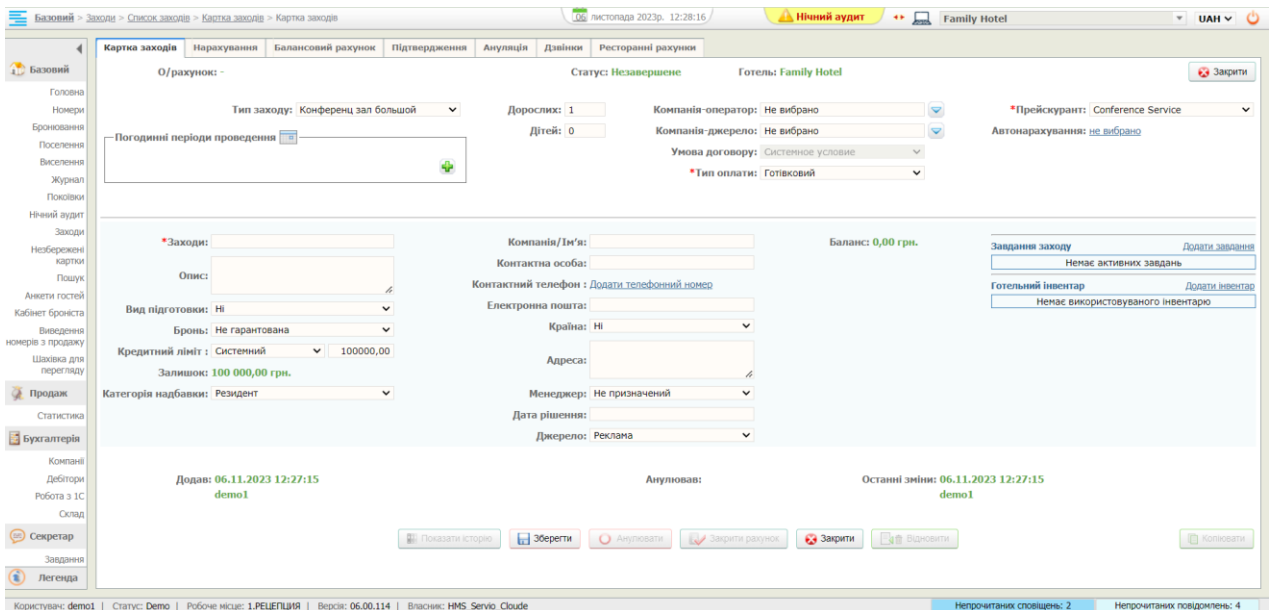 Базовий > Заходи > Список заходів > Картка заходів > Картка заходів
06 листопада 2023р. 12:28:16
Нічний аудит
Family Hotel
UAH
Картка заходів Нарахування Балансовий рахунок Підтвердження Ануляція Дзвінки Ресторанні рахунки
Базовий
Головна
Номери
Бронювання
Поселення
Виселення
Журнал
Покоївки
Нічний аудит
Заходи
Незбережені
картки
Пошук
Анкети гостей
Кабінет броніста
Виведення
номерів з продажу
Шахівка для
перегляду
Продаж
Статистика
Бухгалтерія
Компанії
Дебітори
Робота з 1С
Склад
Секретар
Завдання
Легенда
О/рахунок: -
Статус: Незавершене
Готель: Family Hotel
Закрити
Тип заходу: Конференц зал большой
Дорослих: 1
Компанія-оператор: Не вибрано
*Прейскурант: Conference Service
Погодинні періоди проведення
Дітей: 0
Компанія-джерело: Не вибрано
Автонарахування: не вибрано
Умова договору: Системное условие
*Тип оплати: Готівковий
*Заходи:
Компанія/Ім'я:
Баланс: 0,00 грн.
Завдання заходу Додати завдання
Контактна особа:
Немає активних завдань
Опис:
Контактний телефон : Додати телефонний номер
Готельний інвентар Додати інвентар
Вид підготовки: Ні
Електронна пошта:
Немає використовуваного інвентарю
Бронь: Не гарантована
Країна: Ні
Кредитний ліміт : Системний 100000,00
Адреса:
Залишок: 100 000,00 грн.
Категорія надбавки: Резидент
Менеджер: Не призначений
Дата рішення:
Джерело: Реклама
Додав: 06.11.2023 12:27:15
demo1
Анулював:
Останні зміни: 06.11.2023 12:27:15
demo1
Показати історію Зберегти Анулювати Закрити рахунок Закрити Відновити Копіювати
Користувач: demo1 | Статус: Demo | Робоче місце: 1.РЕЦЕПЦИЯ | Версія: 06.00.114 | Власник: HMS_Servio_Cloude
Непрочитаних сповіщень: 2 Непрочитаних повідомлень: 4